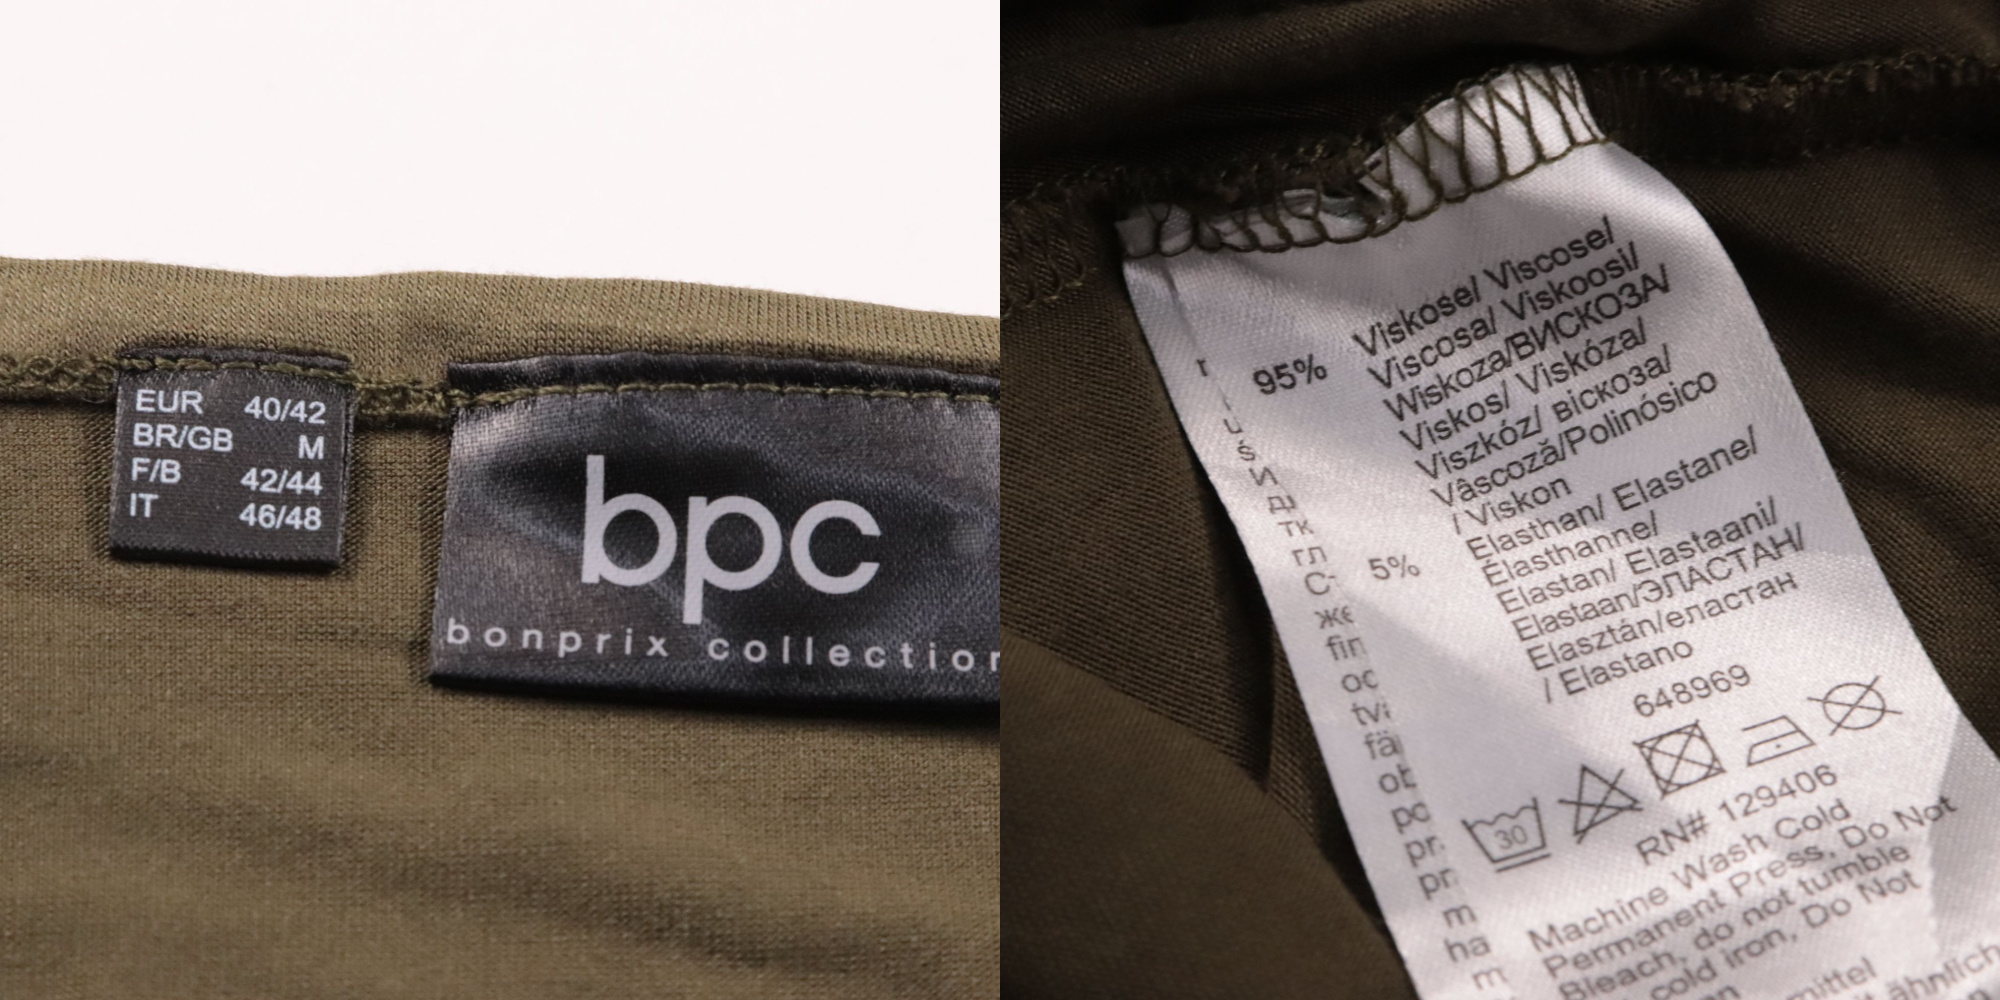 EUR 40/42
BR/GB M
F/B 42/44
IT 46/48
bpc
bonprix collection
95% Viskose/ Viscose/
Viscosa/ Viskoosi/
Wiskoza/ВИСКОЗА/
Viskos/ Viskóza/
Viszkóz/ віскоза/
Vâscoză/Polinósico
/ Viskon
5% Elasthan/ Elastane/
Élasthanne/
Elastan/ Elastaani/
Elastaan/ЭЛАСТАН/
Elasztán/еластан
/ Elastano
648969
30
RN# 129406
Machine Wash Cold
Permanent Press, Do Not
Bleach, do not tumble
cold iron, Do Not